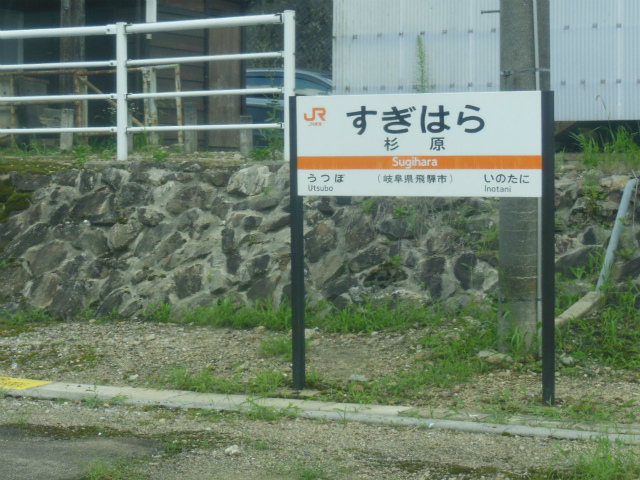 JR すぎはら
杉原
Sugihara
うつぼ (岐阜県飛騨市) いのたに
Utsubo Inotani